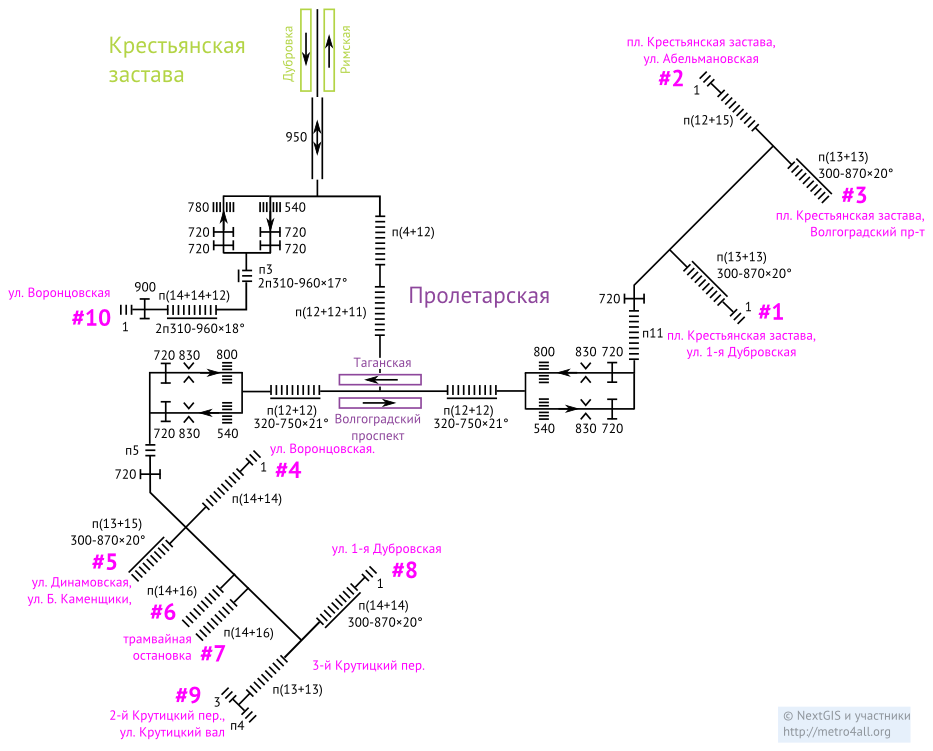 Крестьянская
застава
Дубровка
Римская
950
780
540
720
720
720
720
п3
2п310-960×17°
ул. Воронцовская
#10
900
1
п(14+14+12)
2п310-960×18°
п(4+12)
п(12+12+11)
Пролетарская
Таганская
Волгоградский
проспект
пл. Крестьянская застава,
ул. Абельмановская
#2
1
п(12+15)
п(13+13)
300-870×20°
#3
пл. Крестьянская застава,
Волгоградский пр-т
п(13+13)
300-870×20°
1
#1
пл. Крестьянская застава,
ул. 1-я Дубровская
720
п11
800
830
720
540
830
720
п(12+12)
320-750×21°
п(12+12)
320-750×21°
720
830
800
720
830
540
п5
720
ул. Воронцовская.
1
#4
п(14+14)
п(13+15)
300-870×20°
#5
ул. Динамовская,
ул. Б. Каменщики,
п(14+16)
#6
трамвайная
остановка
#7
п(14+16)
ул. 1-я Дубровская
#8
1
п(14+14)
300-870×20°
3-й Крутицкий пер.
п(13+13)
#9
3
п4
2-й Крутицкий пер.,
ул. Крутицкий вал
© NextGIS и участники
http://metro4all.org